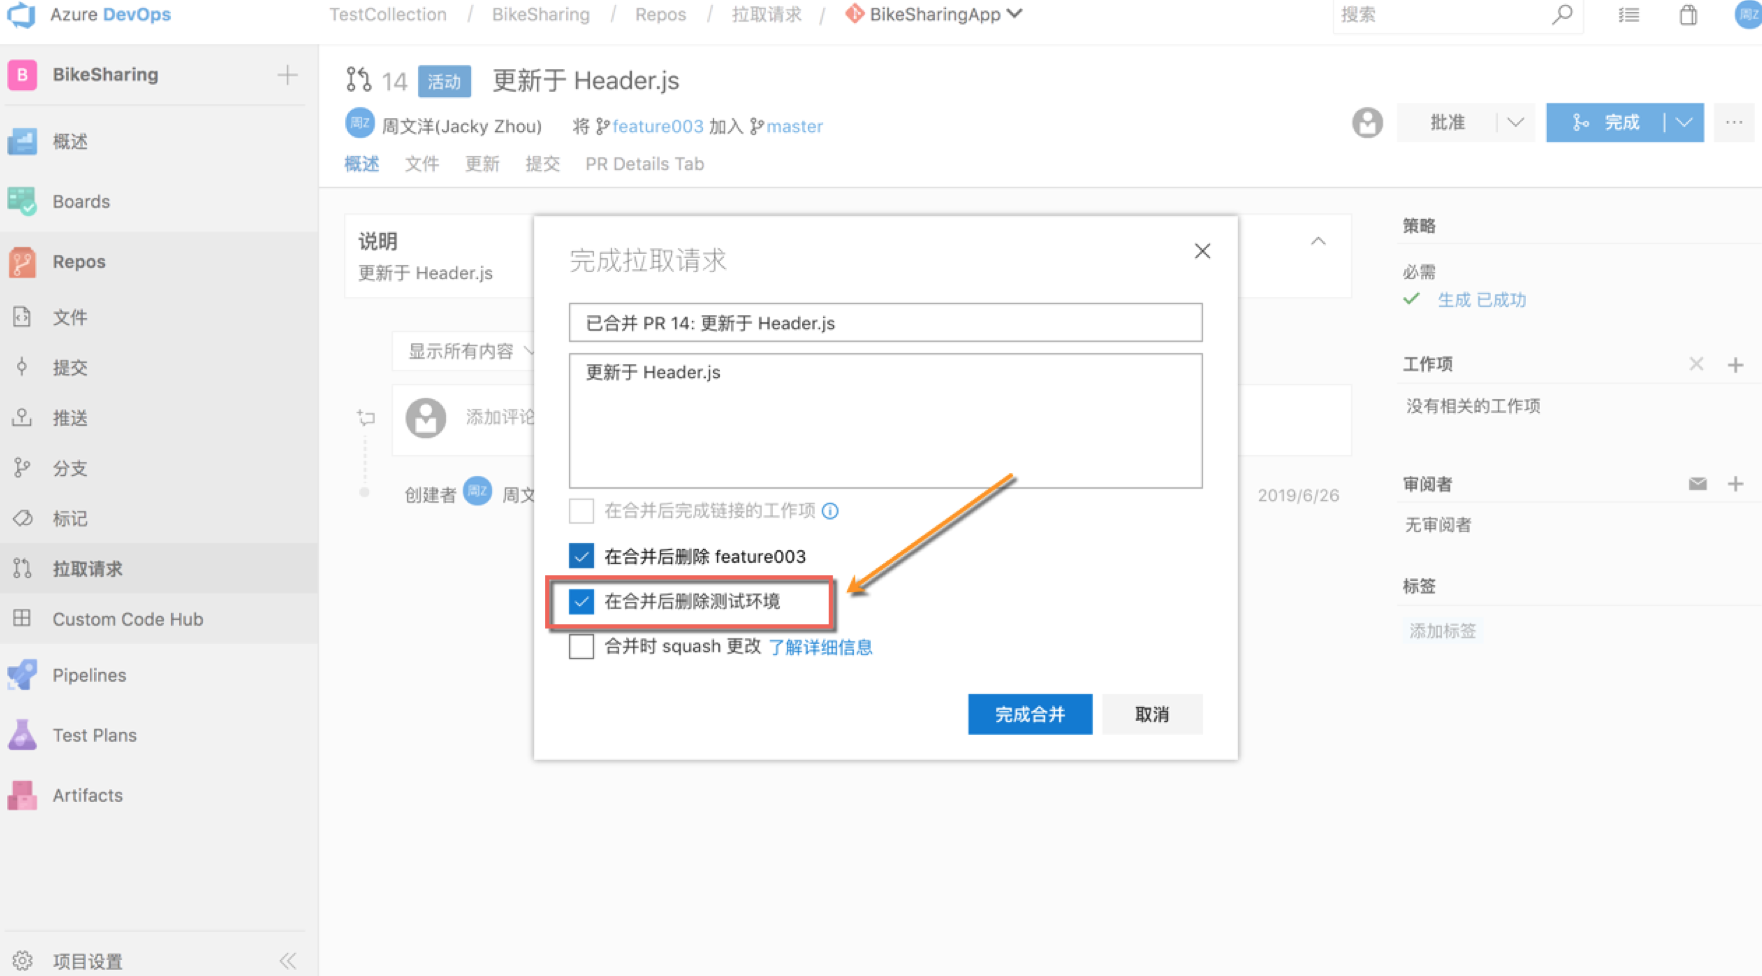 Azure DevOps
TestCollection / BikeSharing / Repos / 拉取请求 / BikeSharingApp
搜索
周Z
B BikeSharing
概述
Boards
Repos
文件
提交
推送
分支
标记
拉取请求
Custom Code Hub
Pipelines
Test Plans
Artifacts
项目设置
14 活动 更新于 Header.js
周Z 周文洋(Jacky Zhou) 将 feature003 加入 master
批准
完成
概述 文件 更新 提交 PR Details Tab
说明
更新于 Header.js
显示所有内容
添加评论
创建者 周Z 周文
2019/6/26
完成拉取请求
已合并 PR 14: 更新于 Header.js
更新于 Header.js
在合并后完成链接的工作项
在合并后删除 feature003
在合并后删除测试环境
合并时 squash 更改 了解详细信息
完成合并 取消
策略
必需
生成 已成功
工作项
没有相关的工作项
审阅者
无审阅者
标签
添加标签